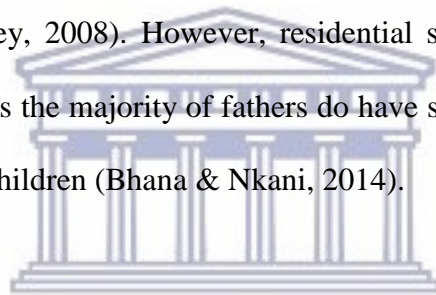 ey, 2008). However, residential s
s the majority of fathers do have s
hildren (Bhana & Nkani, 2014).